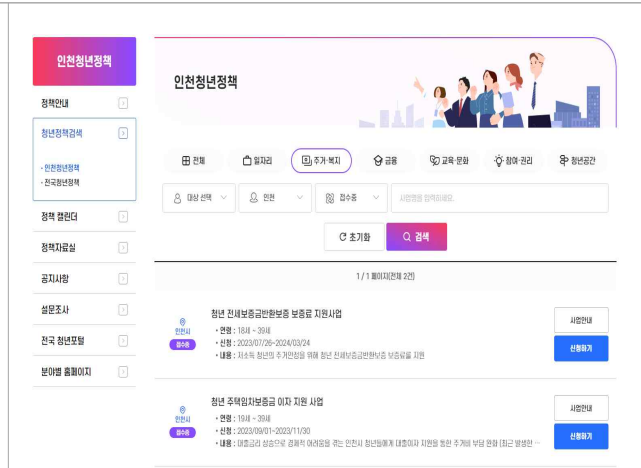 인천청년정책
정책안내
청년정책검색
· 인천청년정책
· 전국청년정책
정책 캘린더
정책자료실
공지사항
설문조사
전국 청년포털
분야별 홈페이지
인천청년정책
전체 일자리 주거·복지 금융 교육·문화 참여·권리 청년공간
대상 선택 인천 접수중 사업명을 입력하세요.
초기화 검색
1 / 1 페이지(전체 2건)
인천시
접수중
청년 전세보증금반환보증 보증료 지원사업
• 연령 : 18세 ~ 39세
• 신청 : 2023/07/26~2024/03/24
• 내용 : 저소득 청년의 주거안정을 위해 청년 전세보증금반환보증 보증료를 지원
사업안내
신청하기
인천시
접수중
청년 주택임차보증금 이자 지원 사업
• 연령 : 19세 ~ 39세
• 신청 : 2023/09/01~2023/11/30
• 내용 : 대출금리 상승으로 경제적 어려움을 겪는 인천시 청년들에게 대출이자 지원을 통한 주거비 부담 완화 (최근 발생한 ...
사업안내
신청하기